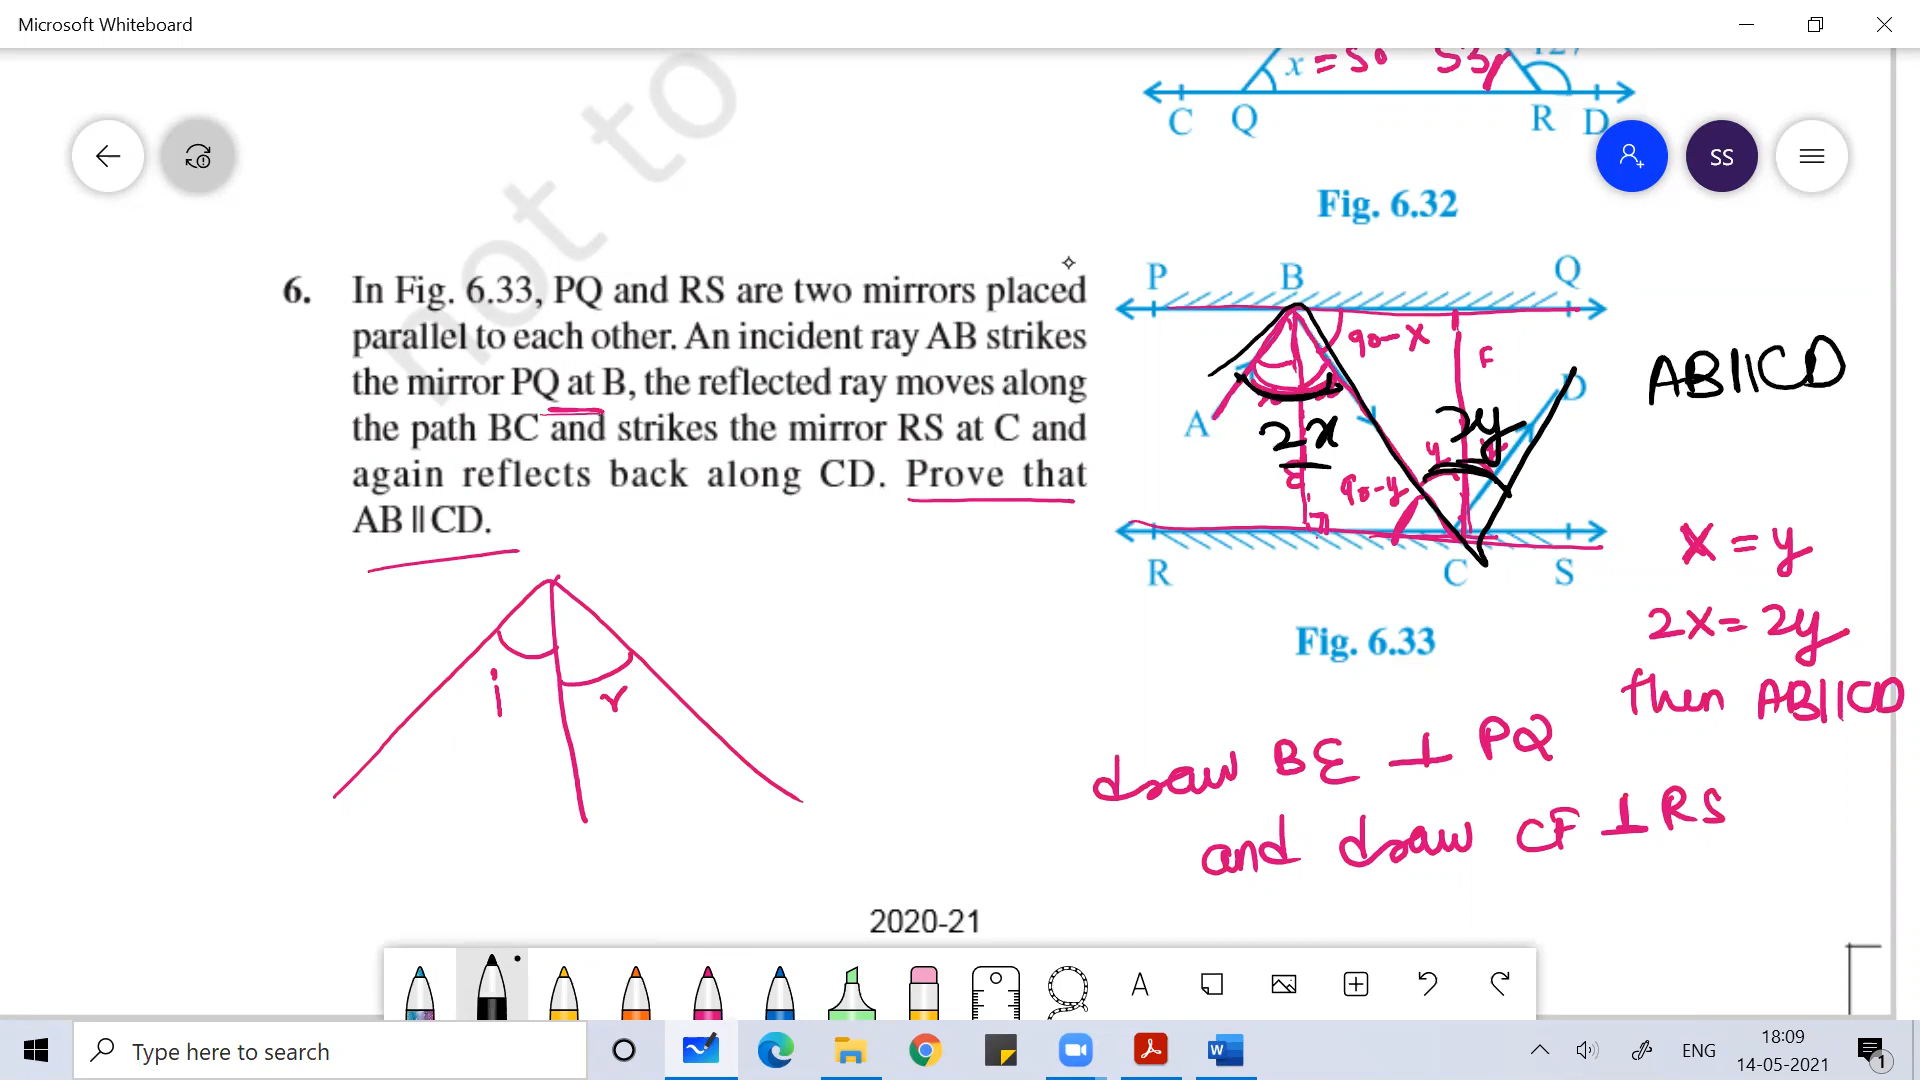 Microsoft Whiteboard
x = 50 53
C Q R D
SS
Fig. 6.32
not to
6. In Fig. 6.33, PQ and RS are two mirrors placed
parallel to each other. An incident ray AB strikes
the mirror PQ at B, the reflected ray moves along
the path BC and strikes the mirror RS at C and
again reflects back along CD. Prove that
AB || CD.
P B Q
90-x F
A D
2x 2y
y
E 90-y
R C S
Fig. 6.33
AB||CD
x = y
2x = 2y
then AB||CD
i r
draw BE ⊥ PQ
and draw CF ⊥ RS
2020-21
A
Type here to search
ENG
18:09
14-05-2021
1